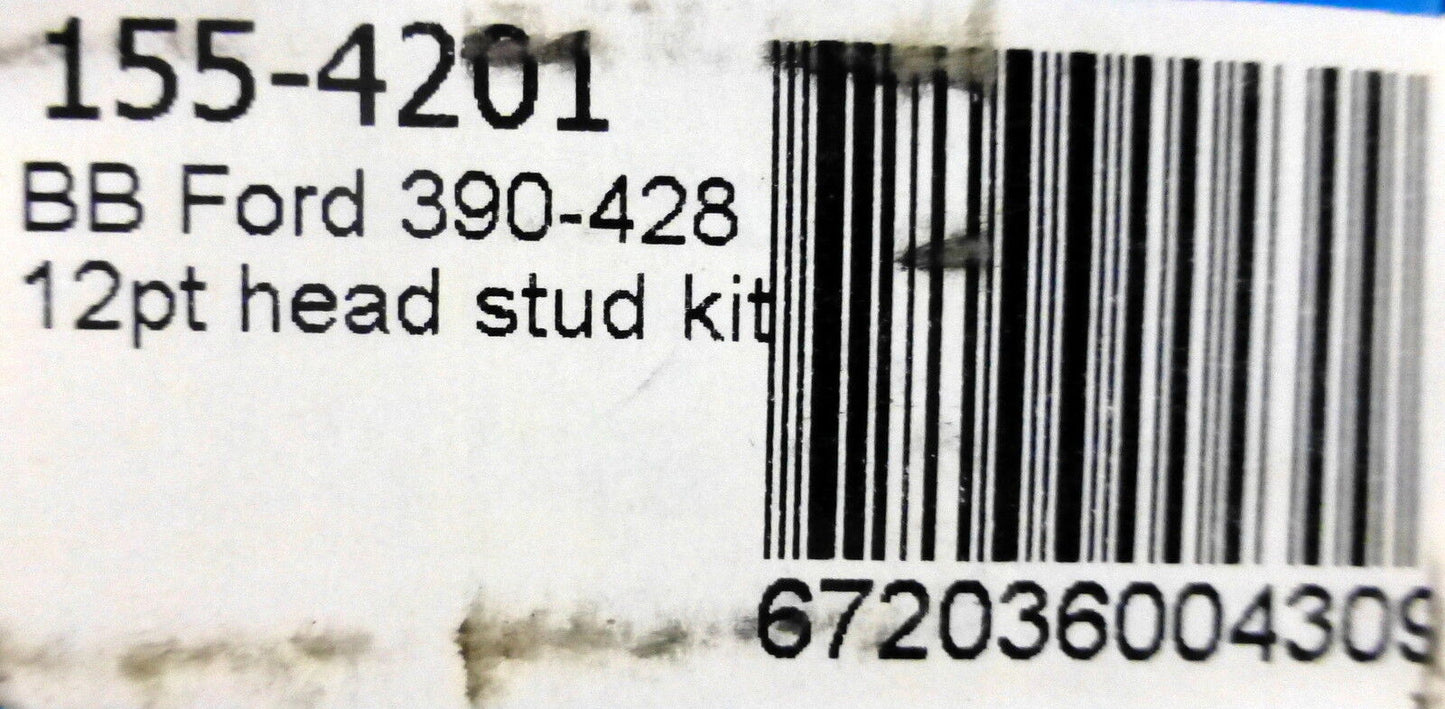 155-4201
BB Ford 390-428
12pt head stud kit
672036004309